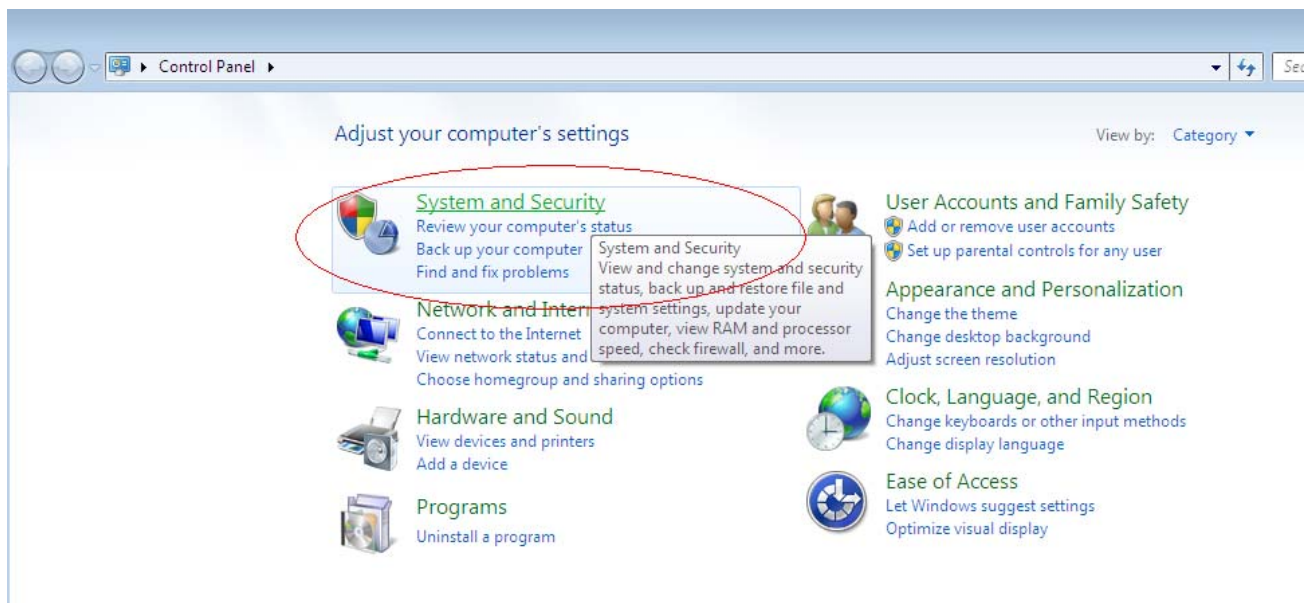 Control Panel
Adjust your computer's settings
View by: Category
System and Security
Review your computer's status
Back up your computer
Find and fix problems
System and Security
View and change system and security
status, back up and restore file and
system settings, update your
computer, view RAM and processor
speed, check firewall, and more.
Network and
Connect to the Internet
View network status and
Choose homegroup and sharing options
Hardware and Sound
View devices and printers
Add a device
Programs
Uninstall a program
User Accounts and Family Safety
Add or remove user accounts
Set up parental controls for any user
Appearance and Personalization
Change the theme
Change desktop background
Adjust screen resolution
Clock, Language, and Region
Change keyboards or other input methods
Change display language
Ease of Access
Let Windows suggest settings
Optimize visual display